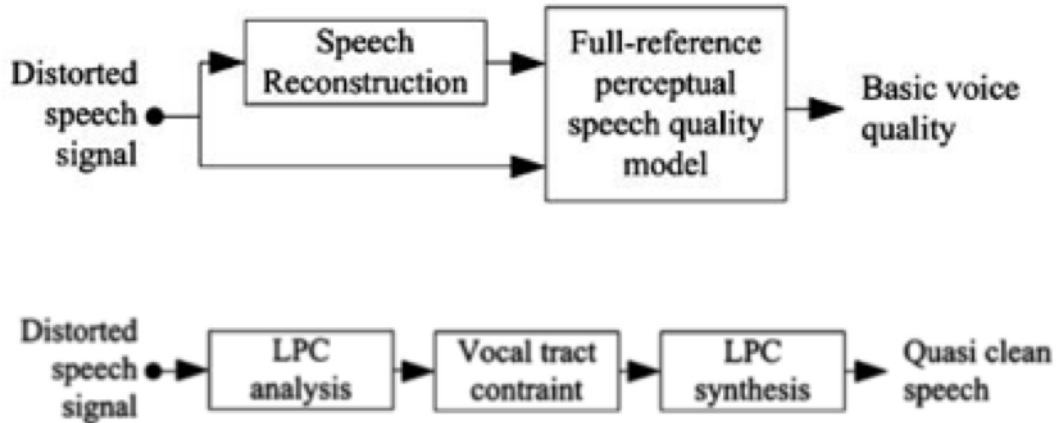 Distorted
speech
signal
Speech
Reconstruction
Full-reference
perceptual
speech quality
model
Basic voice
quality
Distorted
speech
signal
LPC
analysis
Vocal tract
contraint
LPC
synthesis
Quasi clean
speech